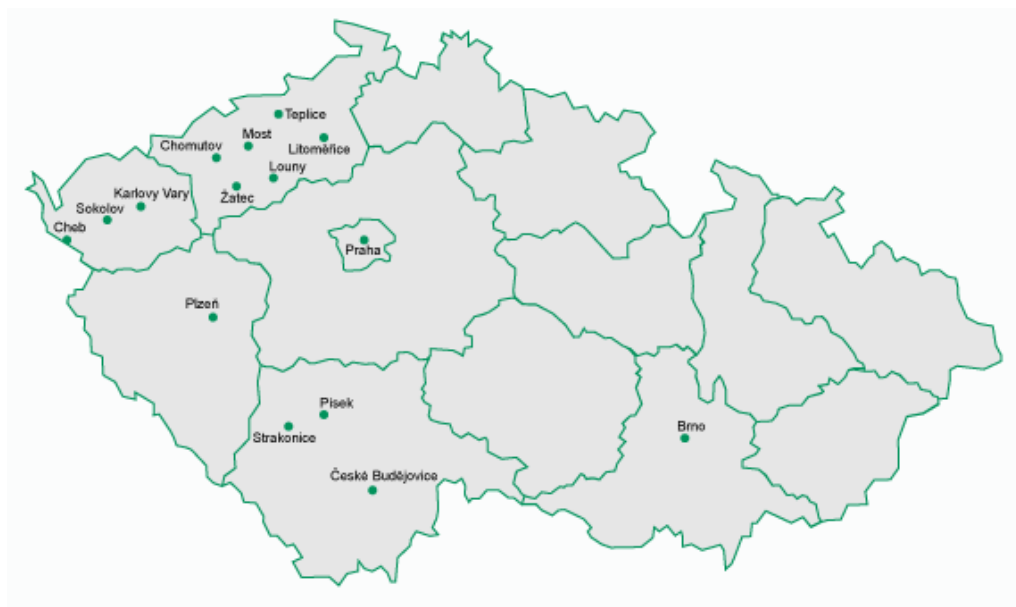 Teplice
Most
Chomutov
Litoměřice
Louny
Karlovy Vary
Žatec
Sokolov
Cheb
Praha
Plzeň
Písek
Strakonice
Brno
České Budějovice